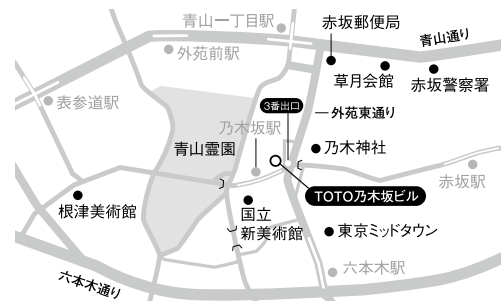 青山一丁目駅
赤坂郵便局
青山通り
外苑前駅
草月会館
赤坂警察署
表参道駅
3番出口
外苑東通り
乃木坂駅
青山霊園
乃木神社
赤坂駅
TOTO乃木坂ビル
根津美術館
国立
新美術館
東京ミッドタウン
六本木駅
六本木通り